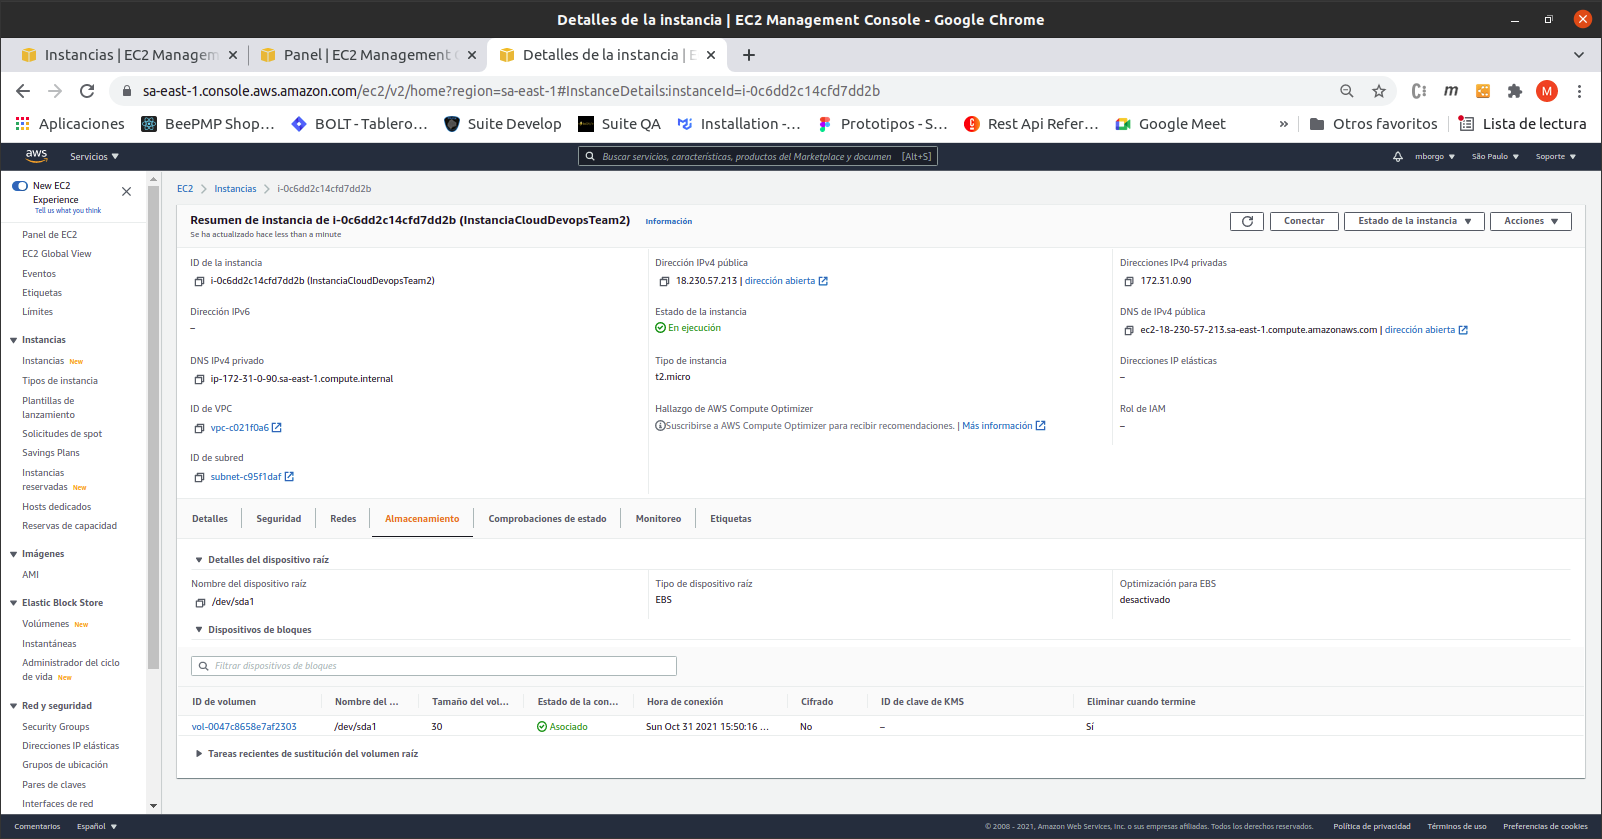 Detalles de la instancia | EC2 Management Console - Google Chrome
Instancias | EC2 Managem
Panel | EC2 Management
Detalles de la instancia | E
sa-east-1.console.aws.amazon.com/ec2/v2/home?region=sa-east-1#InstanceDetails:instanceId=i-0c6dd2c14cfd7dd2b
M
Aplicaciones
BeePMP Shop...
BOLT - Tablero...
Suite Develop
Suite QA
Installation -...
Prototipos - S...
Rest Api Refer...
Google Meet
»
Otros favoritos
Lista de lectura
aws
Servicios
Buscar servicios, características, productos del Marketplace y documen
[Alt+S]
mborgo
São Paulo
Soporte
New EC2
Experience
Tell us what you think
Panel de EC2
EC2 Global View
Eventos
Etiquetas
Límites
Instancias
Instancias New
Tipos de instancia
Plantillas de
lanzamiento
Solicitudes de spot
Savings Plans
Instancias
reservadas New
Hosts dedicados
Reservas de capacidad
Imágenes
AMI
Elastic Block Store
Volúmenes New
Instantáneas
Administrador del ciclo
de vida New
Red y seguridad
Security Groups
Direcciones IP elásticas
Grupos de ubicación
Pares de claves
Interfaces de red
EC2
Instancias
i-0c6dd2c14cfd7dd2b
Resumen de instancia de i-0c6dd2c14cfd7dd2b (InstanciaCloudDevopsTeam2)
Información
Se ha actualizado hace less than a minute
Conectar
Estado de la instancia
Acciones
ID de la instancia
i-0c6dd2c14cfd7dd2b (InstanciaCloudDevopsTeam2)
Dirección IPv4 pública
18.230.57.213 | dirección abierta
Direcciones IPv4 privadas
172.31.0.90
Dirección IPv6
–
Estado de la instancia
En ejecución
DNS de IPv4 pública
ec2-18-230-57-213.sa-east-1.compute.amazonaws.com | dirección abierta
DNS IPv4 privado
ip-172-31-0-90.sa-east-1.compute.internal
Tipo de instancia
t2.micro
Direcciones IP elásticas
–
ID de VPC
vpc-c021f0a6
Hallazgo de AWS Compute Optimizer
Suscribirse a AWS Compute Optimizer para recibir recomendaciones. | Más información
Rol de IAM
–
ID de subred
subnet-c95f1daf
Detalles
Seguridad
Redes
Almacenamiento
Comprobaciones de estado
Monitoreo
Etiquetas
Detalles del dispositivo raíz
Nombre del dispositivo raíz
/dev/sda1
Tipo de dispositivo raíz
EBS
Optimización para EBS
desactivado
Dispositivos de bloques
Filtrar dispositivos de bloques
ID de volumen
Nombre del ...
Tamaño del vol...
Estado de la con...
Hora de conexión
Cifrado
ID de clave de KMS
Eliminar cuando termine
vol-0047c8658e7af2303
/dev/sda1
30
Asociado
Sun Oct 31 2021 15:50:16 ...
No
–
Sí
Tareas recientes de sustitución del volumen raíz
Comentarios
Español
© 2008 - 2021, Amazon Web Services, Inc. o sus empresas afiliadas. Todos los derechos reservados.
Política de privacidad
Términos de uso
Preferencias de cookies